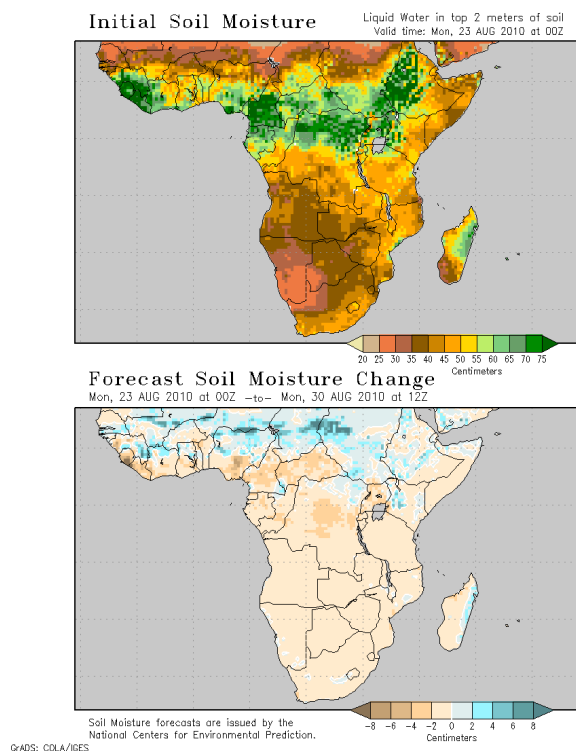 Initial Soil Moisture
Liquid Water in top 2 meters of soil
Valid time: Mon, 23 AUG 2010 at 00Z
20 25 30 35 40 45 50 55 60 65 70 75
Centimeters
Forecast Soil Moisture Change
Mon, 23 AUG 2010 at 00Z -to- Mon, 30 AUG 2010 at 12Z
-8 -6 -4 -2 0 2 4 6 8
Centimeters
Soil Moisture forecasts are issued by the
National Centers for Environmental Prediction.
GrADS: COLA/IGES